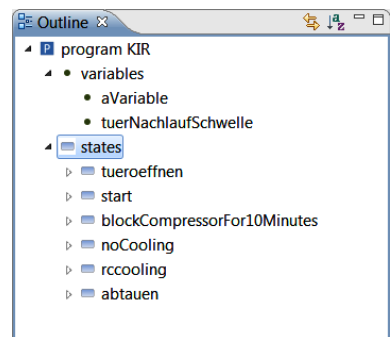 Outline
program KIR
variables
aVariable
tuerNachlaufSchwelle
states
tueroeffnen
start
blockCompressorFor10Minutes
noCooling
rccooling
abtauen